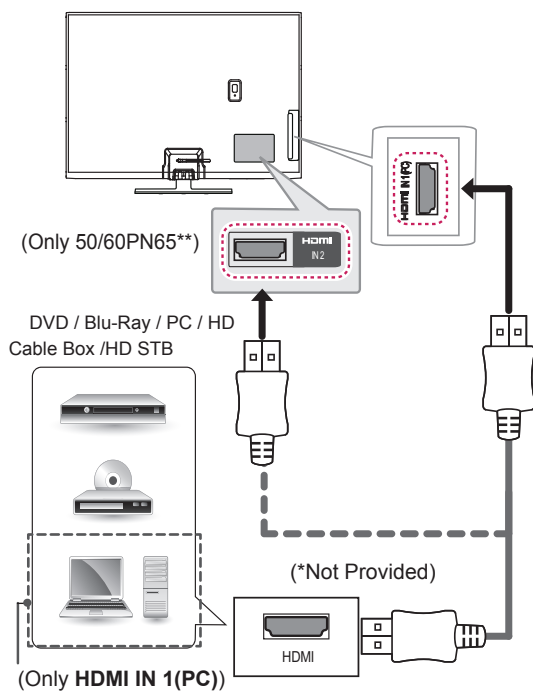 HDMI IN 1(PC)
(Only 50/60PN65**)
HDMI
IN 2
DVD / Blu-Ray / PC / HD
Cable Box /HD STB
(*Not Provided)
HDMI
(Only HDMI IN 1(PC))